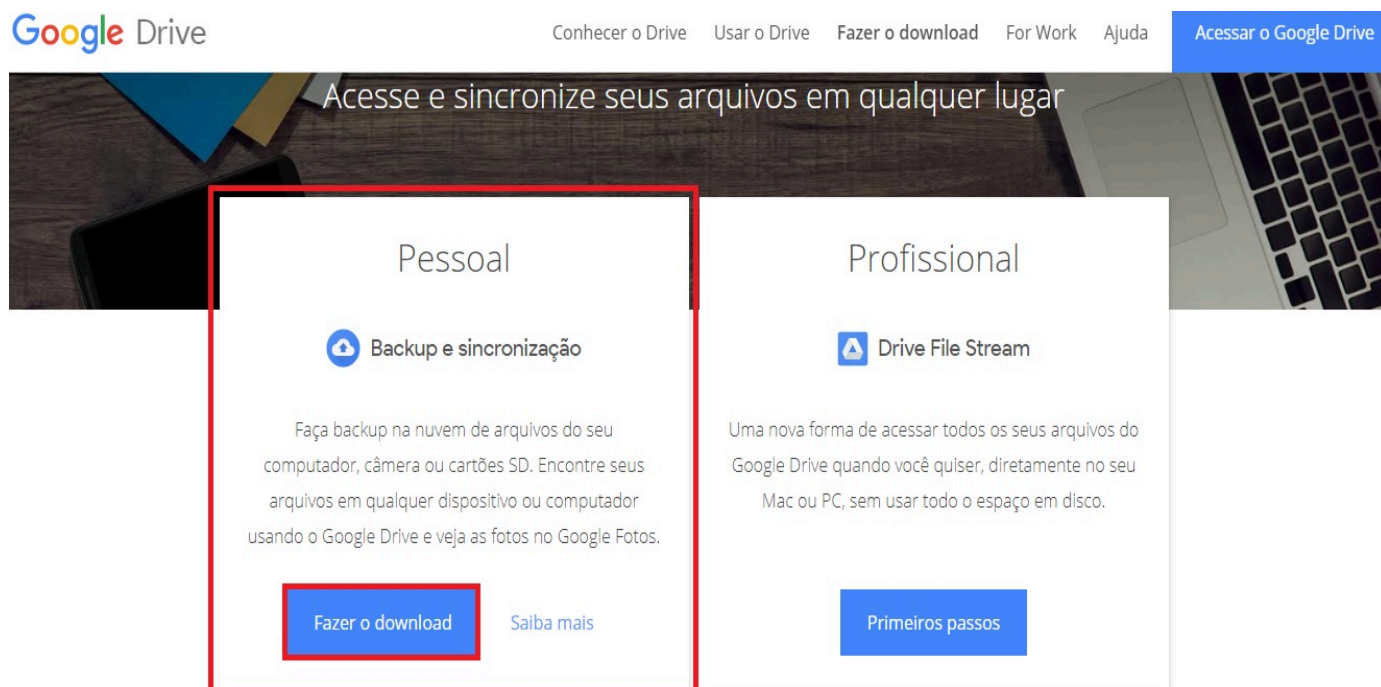 Google Drive
Conhecer o Drive
Usar o Drive
Fazer o download
For Work
Ajuda
Acessar o Google Drive
Acesse e sincronize seus arquivos em qualquer lugar
Pessoal
Backup e sincronização
Faça backup na nuvem de arquivos do seu
computador, câmera ou cartões SD. Encontre seus
arquivos em qualquer dispositivo ou computador
usando o Google Drive e veja as fotos no Google Fotos.
Fazer o download
Saiba mais
Profissional
Drive File Stream
Uma nova forma de acessar todos os seus arquivos do
Google Drive quando você quiser, diretamente no seu
Mac ou PC, sem usar todo o espaço em disco.
Primeiros passos